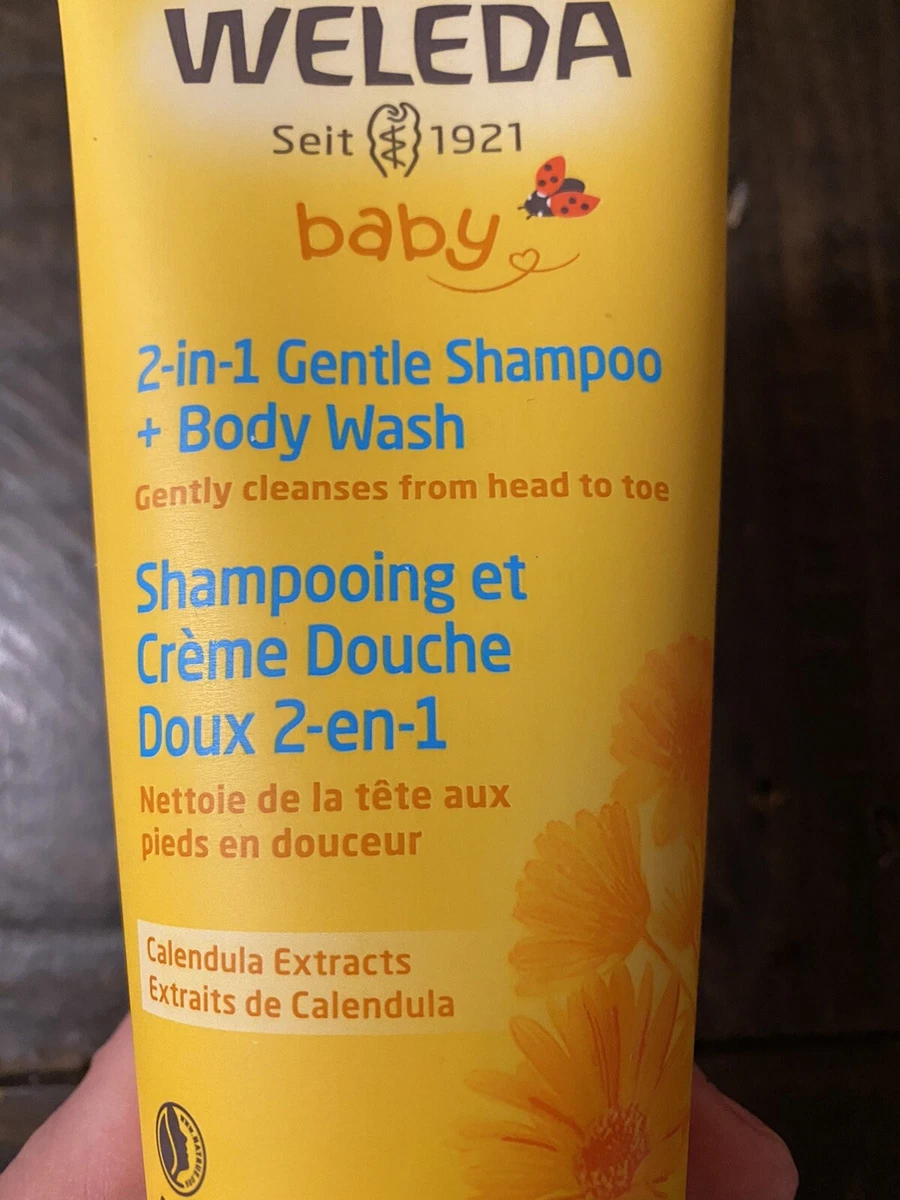 WELEDA
Seit 1921
baby
2-in-1 Gentle Shampoo
+ Body Wash
Gently cleanses from head to toe
Shampooing et
Crème Douche
Doux 2-en-1
Nettoie de la tête aux
pieds en douceur
Calendula Extracts
Extraits de Calendula